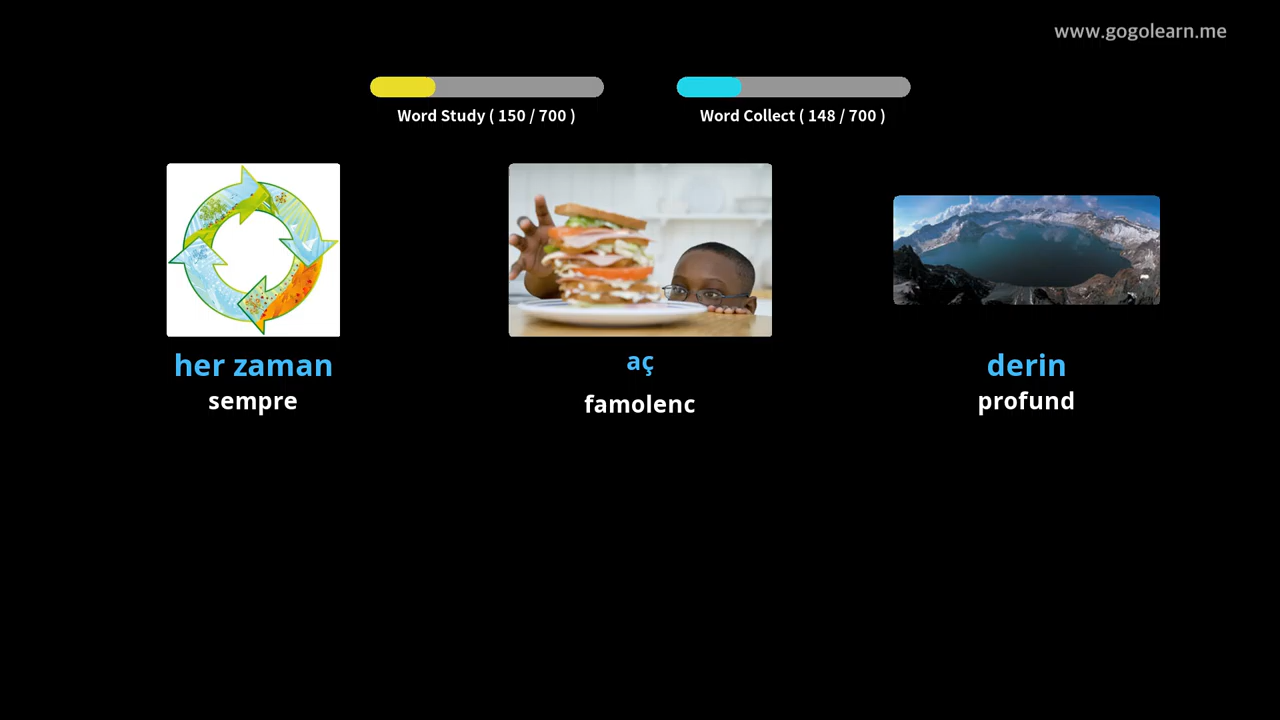 www.gogolearn.me
Word Study ( 150 / 700 )
Word Collect ( 148 / 700 )
her zaman
sempre
aç
famolenc
derin
profund